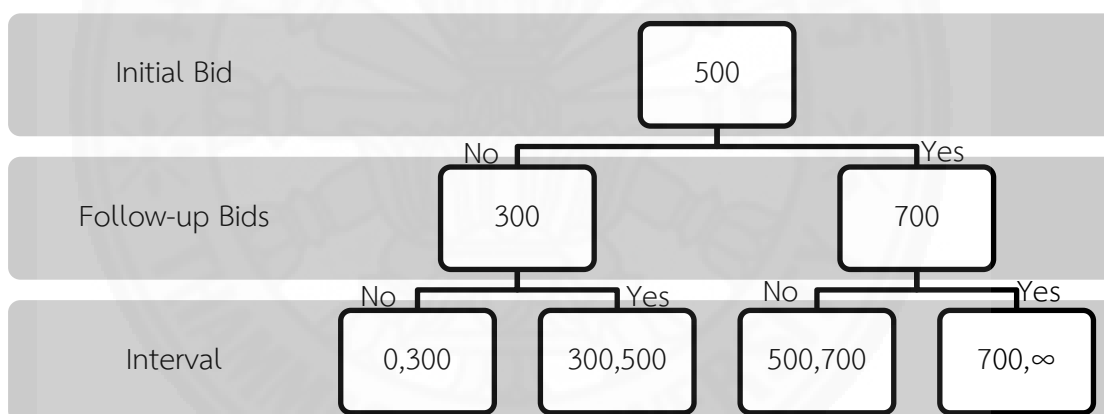 Initial Bid
500
No
Yes
Follow-up Bids
300
700
No
Yes
No
Yes
Interval
0,300
300,500
500,700
700,∞